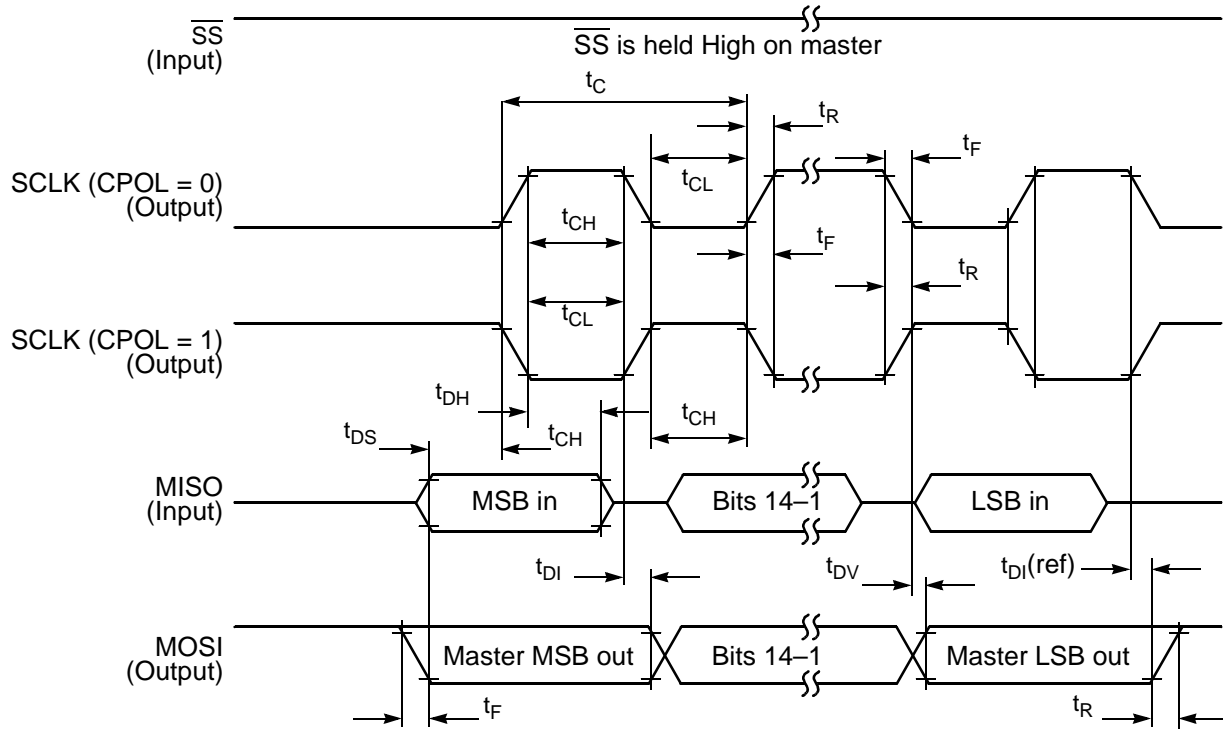 SS
(Input)
SS is held High on master
tC
tR
tF
SCLK (CPOL = 0)
(Output)
tCL
tCH
tF
tR
tCL
SCLK (CPOL = 1)
(Output)
tDH
tCH
tCH
tDS
MISO
(Input)
MSB in
Bits 14–1
LSB in
tDI
tDV
tDI(ref)
MOSI
(Output)
Master MSB out
Bits 14–1
Master LSB out
tF
tR